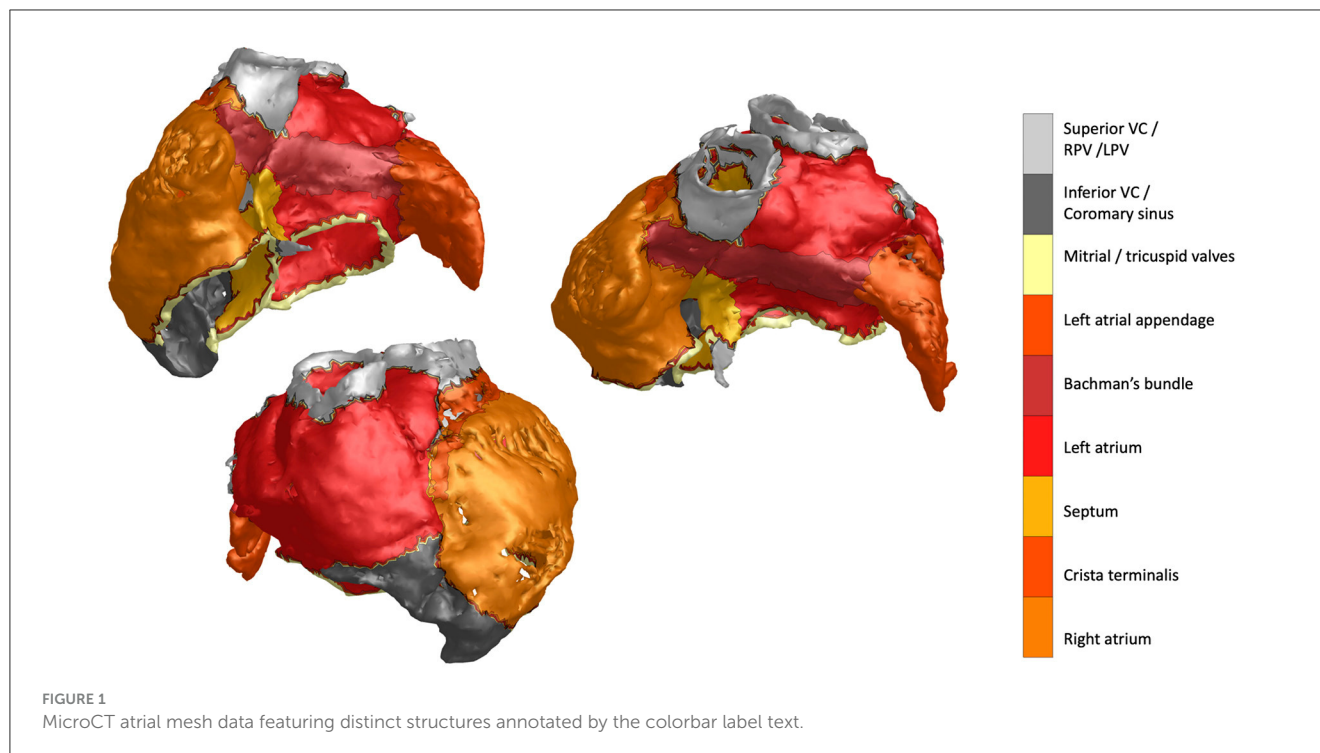 Superior VC /
RPV /LPV
Inferior VC /
Coromary sinus
Mitrial / tricuspid valves
Left atrial appendage
Bachman's bundle
Left atrium
Septum
Crista terminalis
Right atrium
FIGURE 1
MicroCT atrial mesh data featuring distinct structures annotated by the colorbar label text.